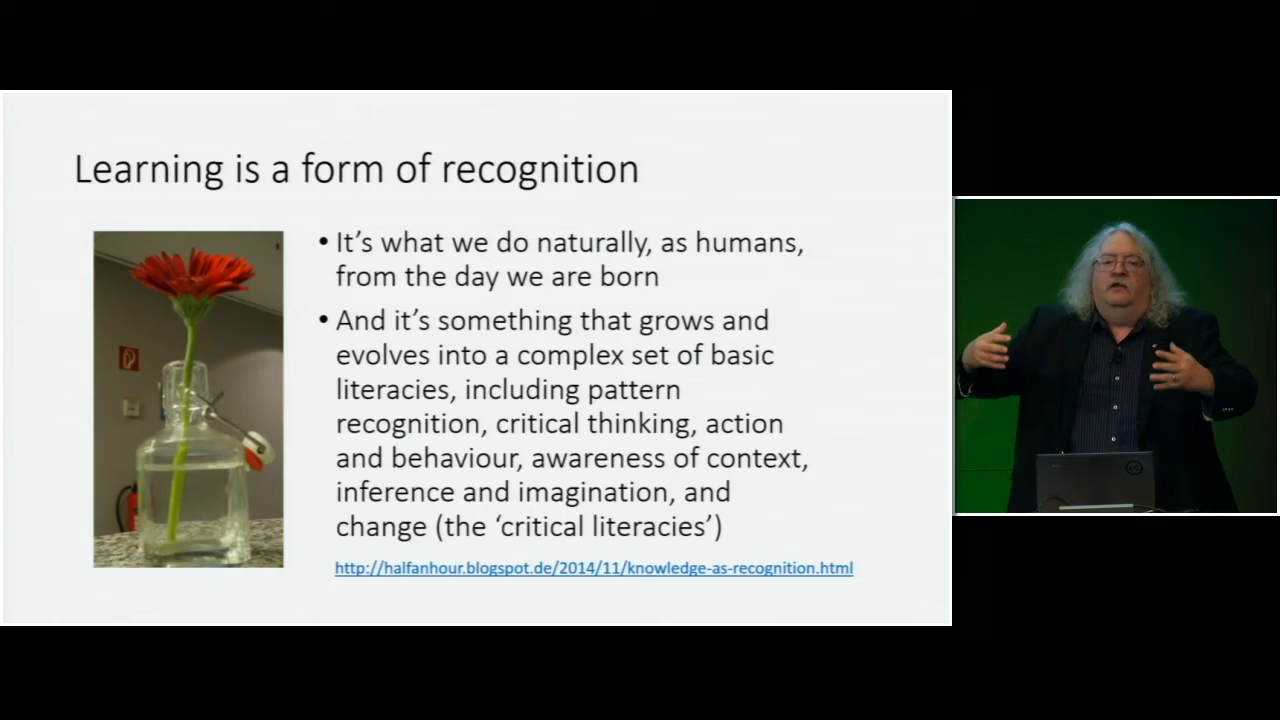 Learning is a form of recognition
• It’s what we do naturally, as humans,
from the day we are born
• And it’s something that grows and
evolves into a complex set of basic
literacies, including pattern
recognition, critical thinking, action
and behaviour, awareness of context,
inference and imagination, and
change (the ‘critical literacies’)
http://halfanhour.blogspot.de/2014/11/knowledge-as-recognition.html